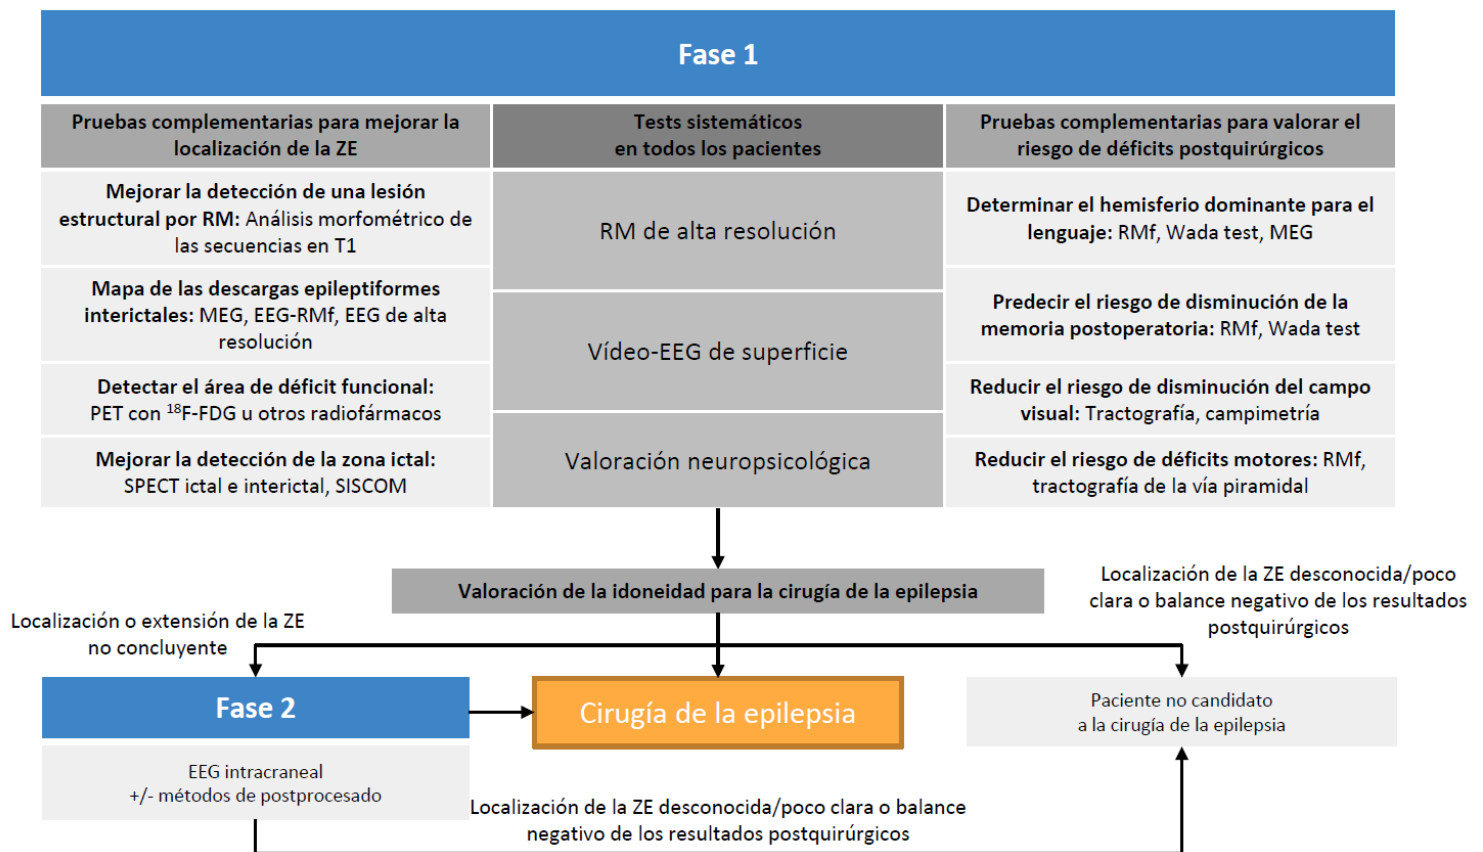 Fase 1
Pruebas complementarias para mejorar la
localización de la ZE
Tests sistemáticos
en todos los pacientes
Pruebas complementarias para valorar el
riesgo de déficits postquirúrgicos
Mejorar la detección de una lesión
estructural por RM: Análisis morfométrico de
las secuencias en T1
Mapa de las descargas epileptiformes
interictales: MEG, EEG-RMf, EEG de alta
resolución
Detectar el área de déficit funcional:
PET con ¹⁸F-FDG u otros radiofármacos
Mejorar la detección de la zona ictal:
SPECT ictal e interictal, SISCOM
RM de alta resolución
Vídeo-EEG de superficie
Valoración neuropsicológica
Determinar el hemisferio dominante para el
lenguaje: RMf, Wada test, MEG
Predecir el riesgo de disminución de la
memoria postoperatoria: RMf, Wada test
Reducir el riesgo de disminución del campo
visual: Tractografía, campimetría
Reducir el riesgo de déficits motores: RMf,
tractografía de la vía piramidal
Valoración de la idoneidad para la cirugía de la epilepsia
Localización o extensión de la ZE
no concluyente
Localización de la ZE desconocida/poco
clara o balance negativo de los resultados
postquirúrgicos
Fase 2
EEG intracraneal
+/- métodos de postprocesado
Cirugía de la epilepsia
Paciente no candidato
a la cirugía de la epilepsia
Localización de la ZE desconocida/poco clara o balance
negativo de los resultados postquirúrgicos